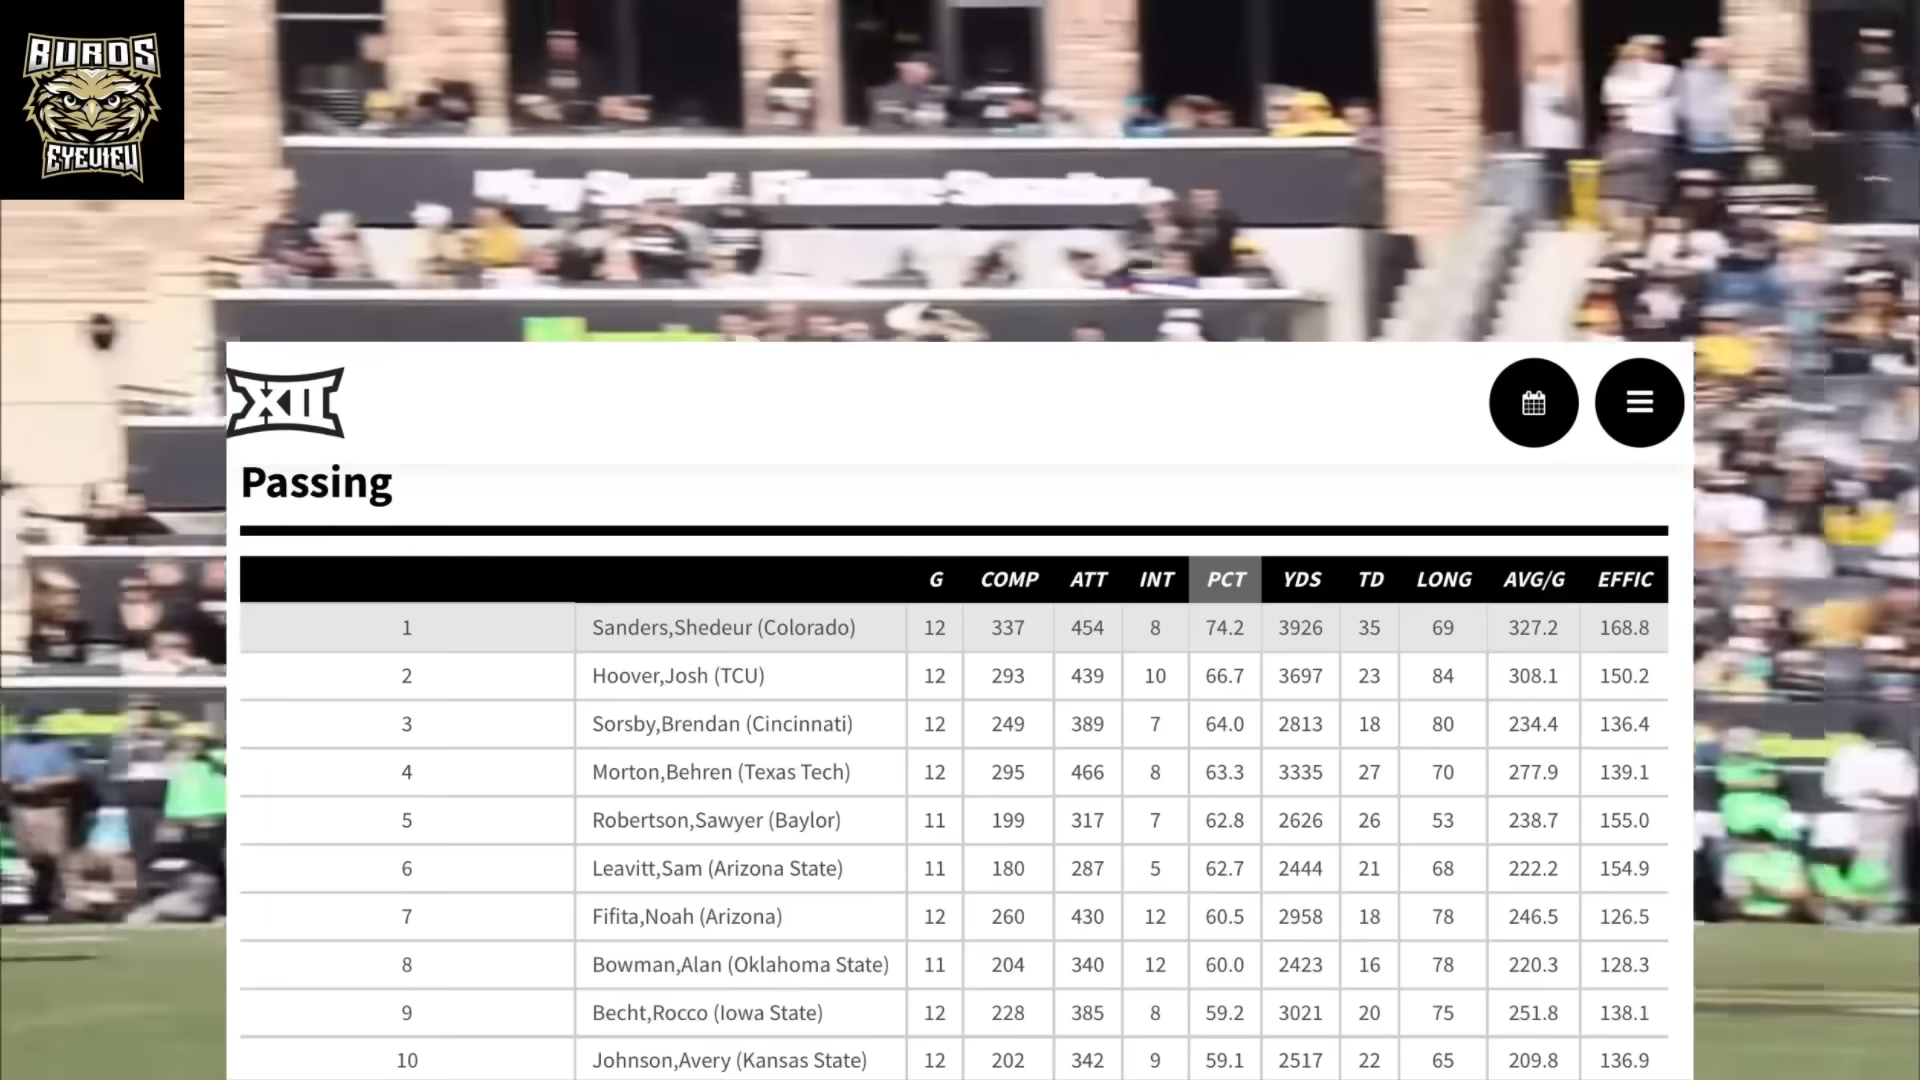 BUROS
EYEVIEW
XII
Passing
G COMP ATT INT PCT YDS TD LONG AVG/G EFFIC
1 Sanders,Shedeur (Colorado) 12 337 454 8 74.2 3926 35 69 327.2 168.8
2 Hoover,Josh (TCU) 12 293 439 10 66.7 3697 23 84 308.1 150.2
3 Sorsby,Brendan (Cincinnati) 12 249 389 7 64.0 2813 18 80 234.4 136.4
4 Morton,Behren (Texas Tech) 12 295 466 8 63.3 3335 27 70 277.9 139.1
5 Robertson,Sawyer (Baylor) 11 199 317 7 62.8 2626 26 53 238.7 155.0
6 Leavitt,Sam (Arizona State) 11 180 287 5 62.7 2444 21 68 222.2 154.9
7 Fifita,Noah (Arizona) 12 260 430 12 60.5 2958 18 78 246.5 126.5
8 Bowman,Alan (Oklahoma State) 11 204 340 12 60.0 2423 16 78 220.3 128.3
9 Becht,Rocco (Iowa State) 12 228 385 8 59.2 3021 20 75 251.8 138.1
10 Johnson,Avery (Kansas State) 12 202 342 9 59.1 2517 22 65 209.8 136.9